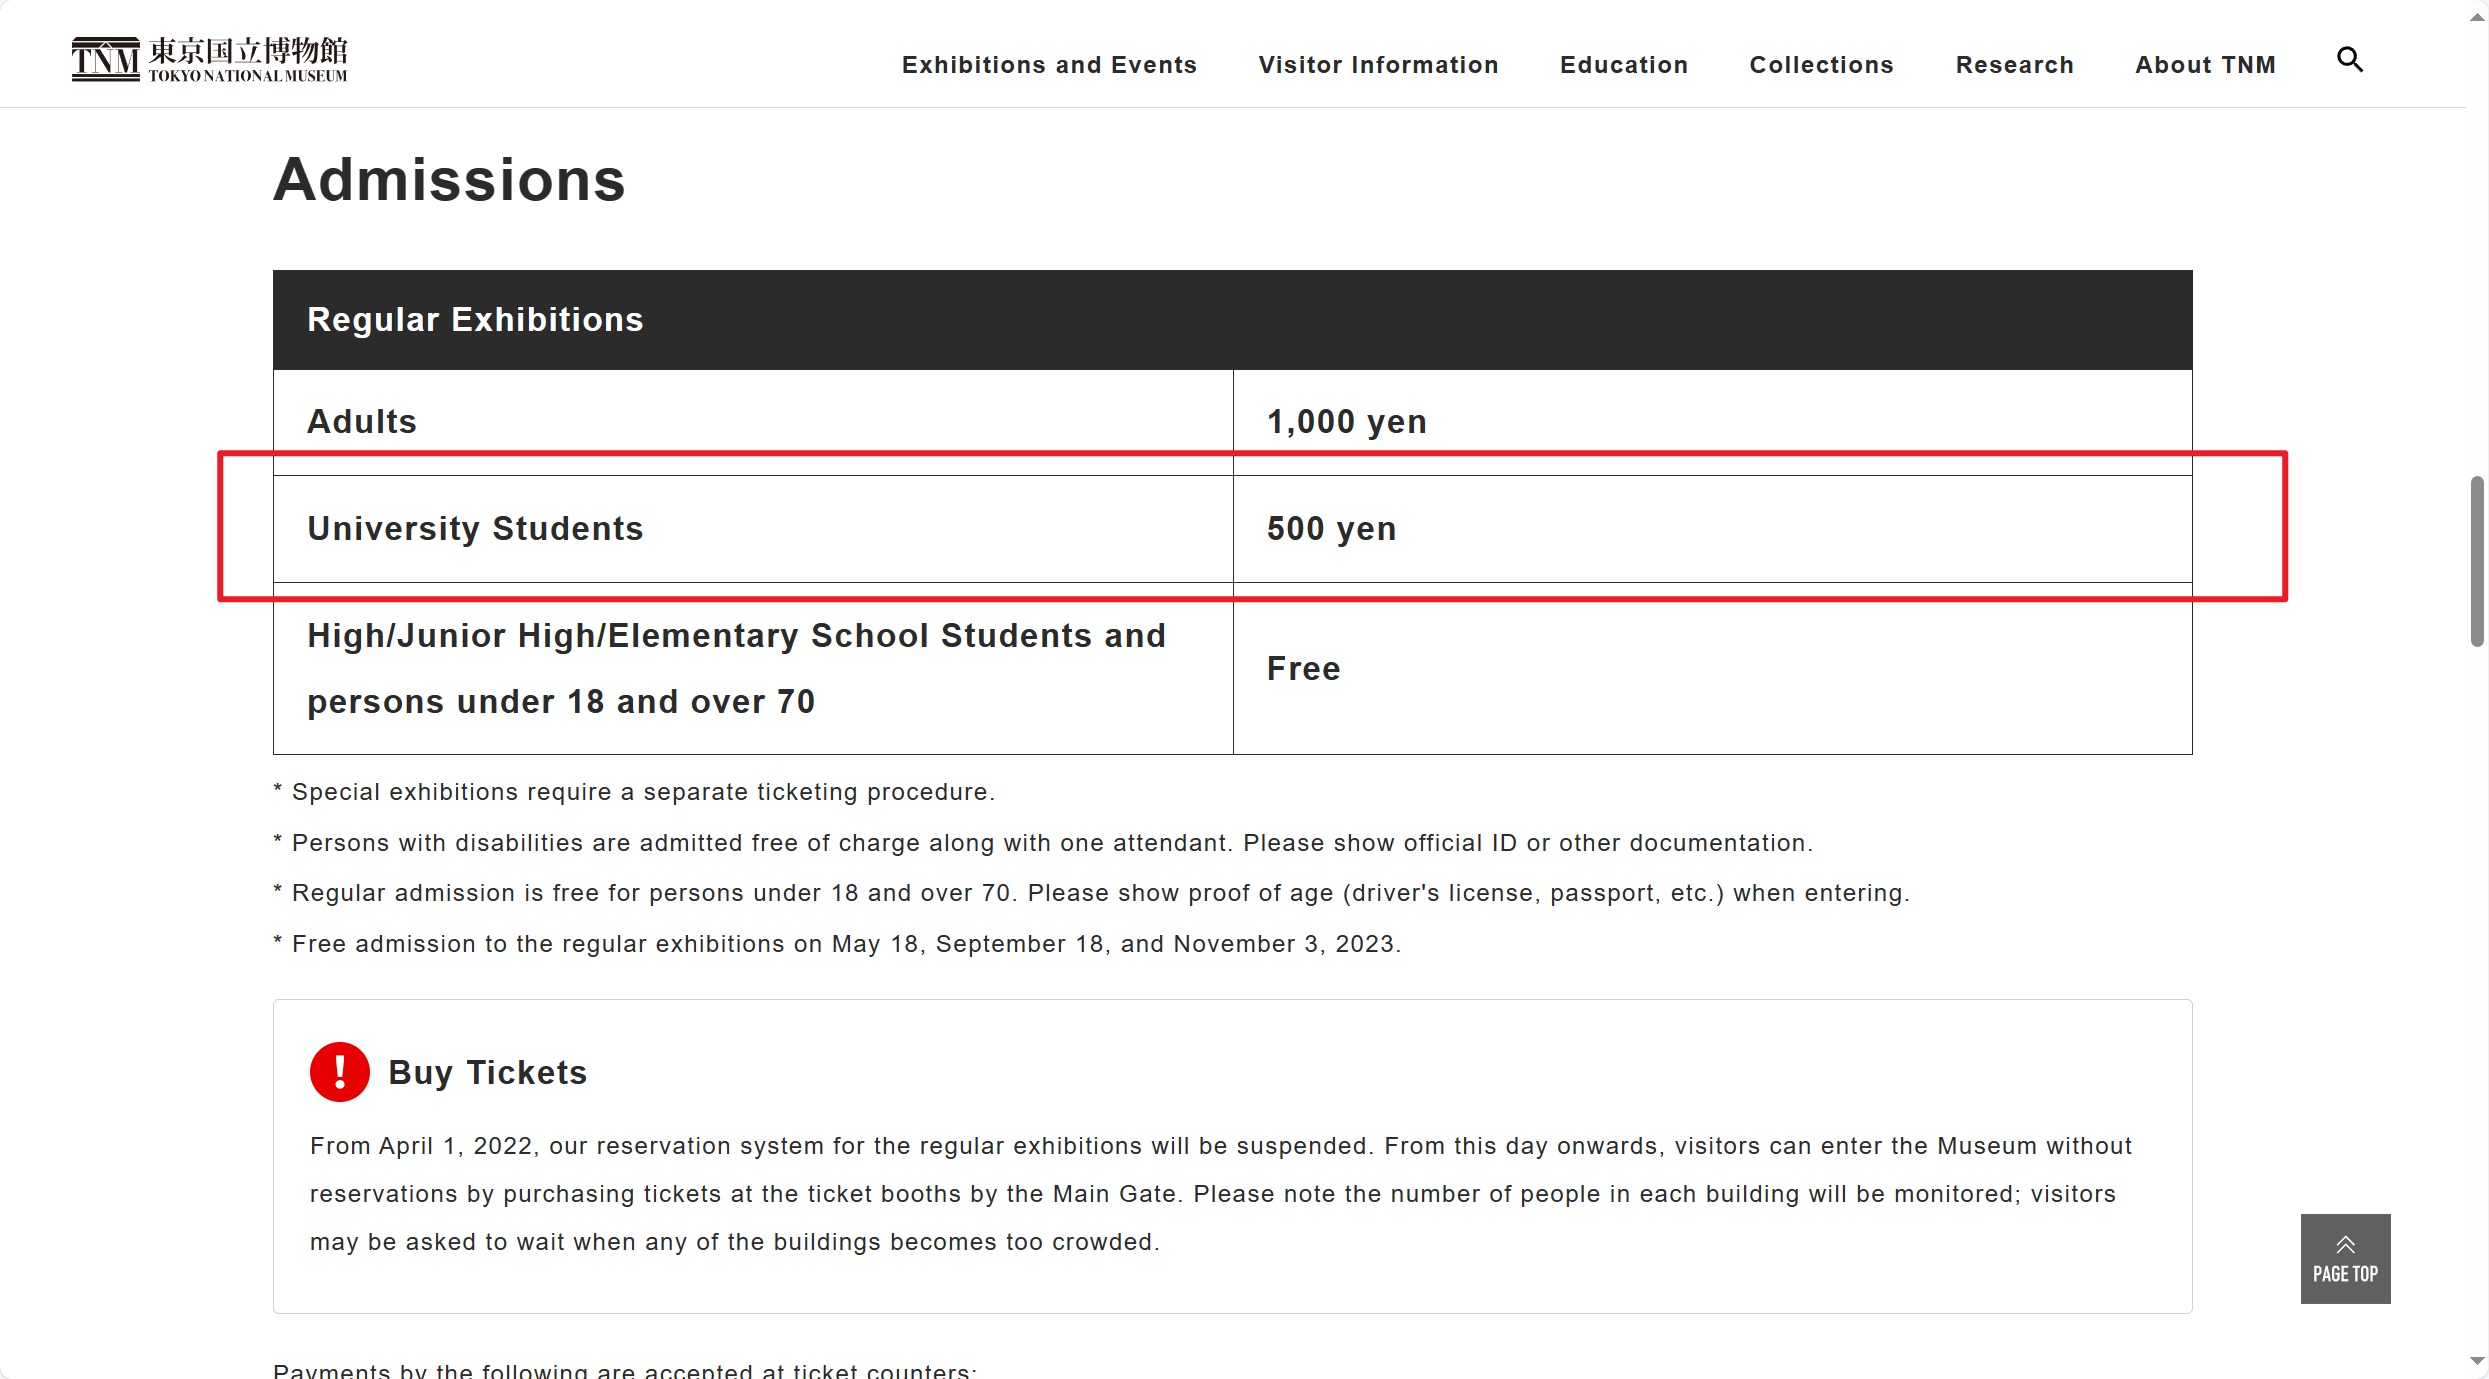 TNM 東京国立博物館
TOKYO NATIONAL MUSEUM
Exhibitions and Events Visitor Information Education Collections Research About TNM
Admissions
Regular Exhibitions
Adults 1,000 yen
University Students 500 yen
High/Junior High/Elementary School Students and
persons under 18 and over 70
Free
* Special exhibitions require a separate ticketing procedure.
* Persons with disabilities are admitted free of charge along with one attendant. Please show official ID or other documentation.
* Regular admission is free for persons under 18 and over 70. Please show proof of age (driver's license, passport, etc.) when entering.
* Free admission to the regular exhibitions on May 18, September 18, and November 3, 2023.
! Buy Tickets
From April 1, 2022, our reservation system for the regular exhibitions will be suspended. From this day onwards, visitors can enter the Museum without
reservations by purchasing tickets at the ticket booths by the Main Gate. Please note the number of people in each building will be monitored; visitors
may be asked to wait when any of the buildings becomes too crowded.
PAGE TOP
Payments by the following are accepted at ticket counters: